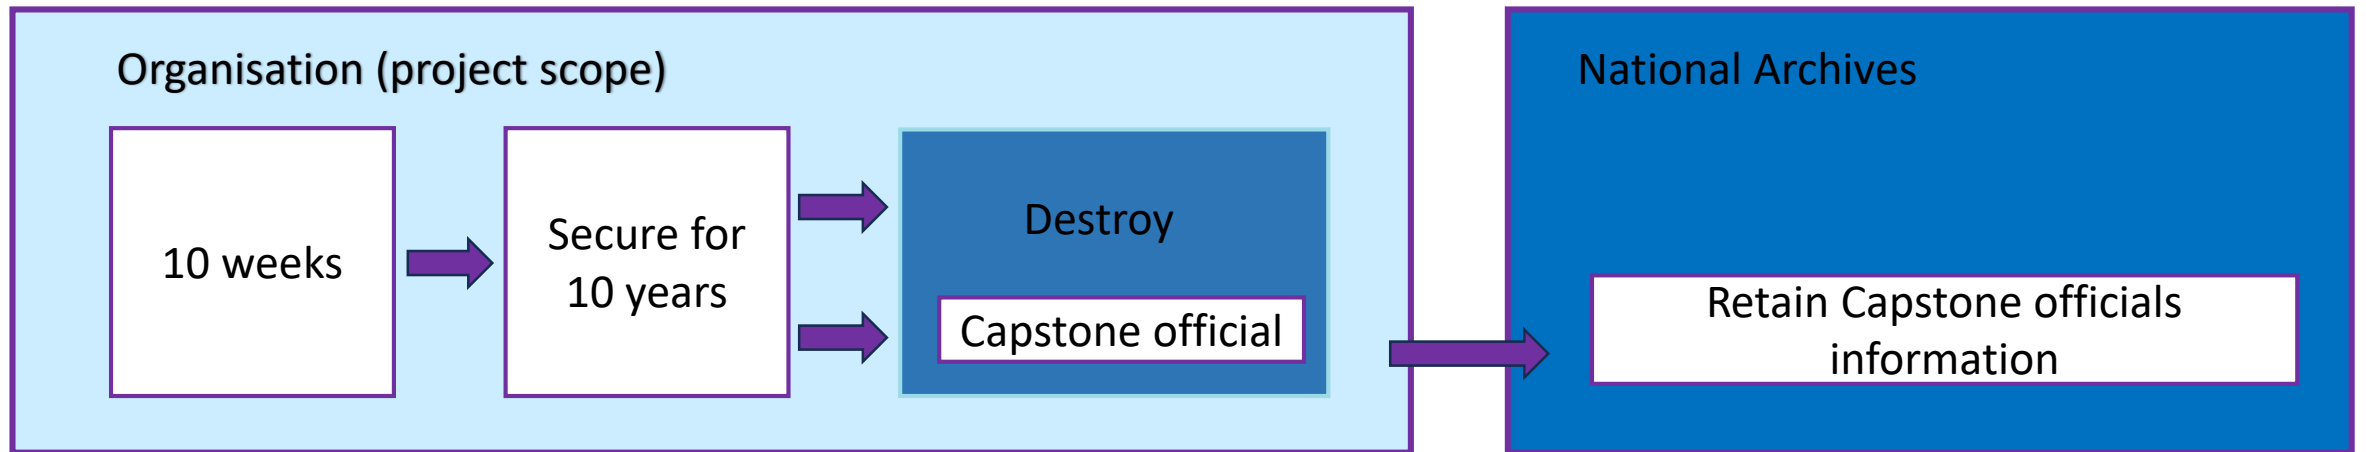 Organisation (project scope)
10 weeks
Secure for
10 years
Destroy
Capstone official
National Archives
Retain Capstone officials
information